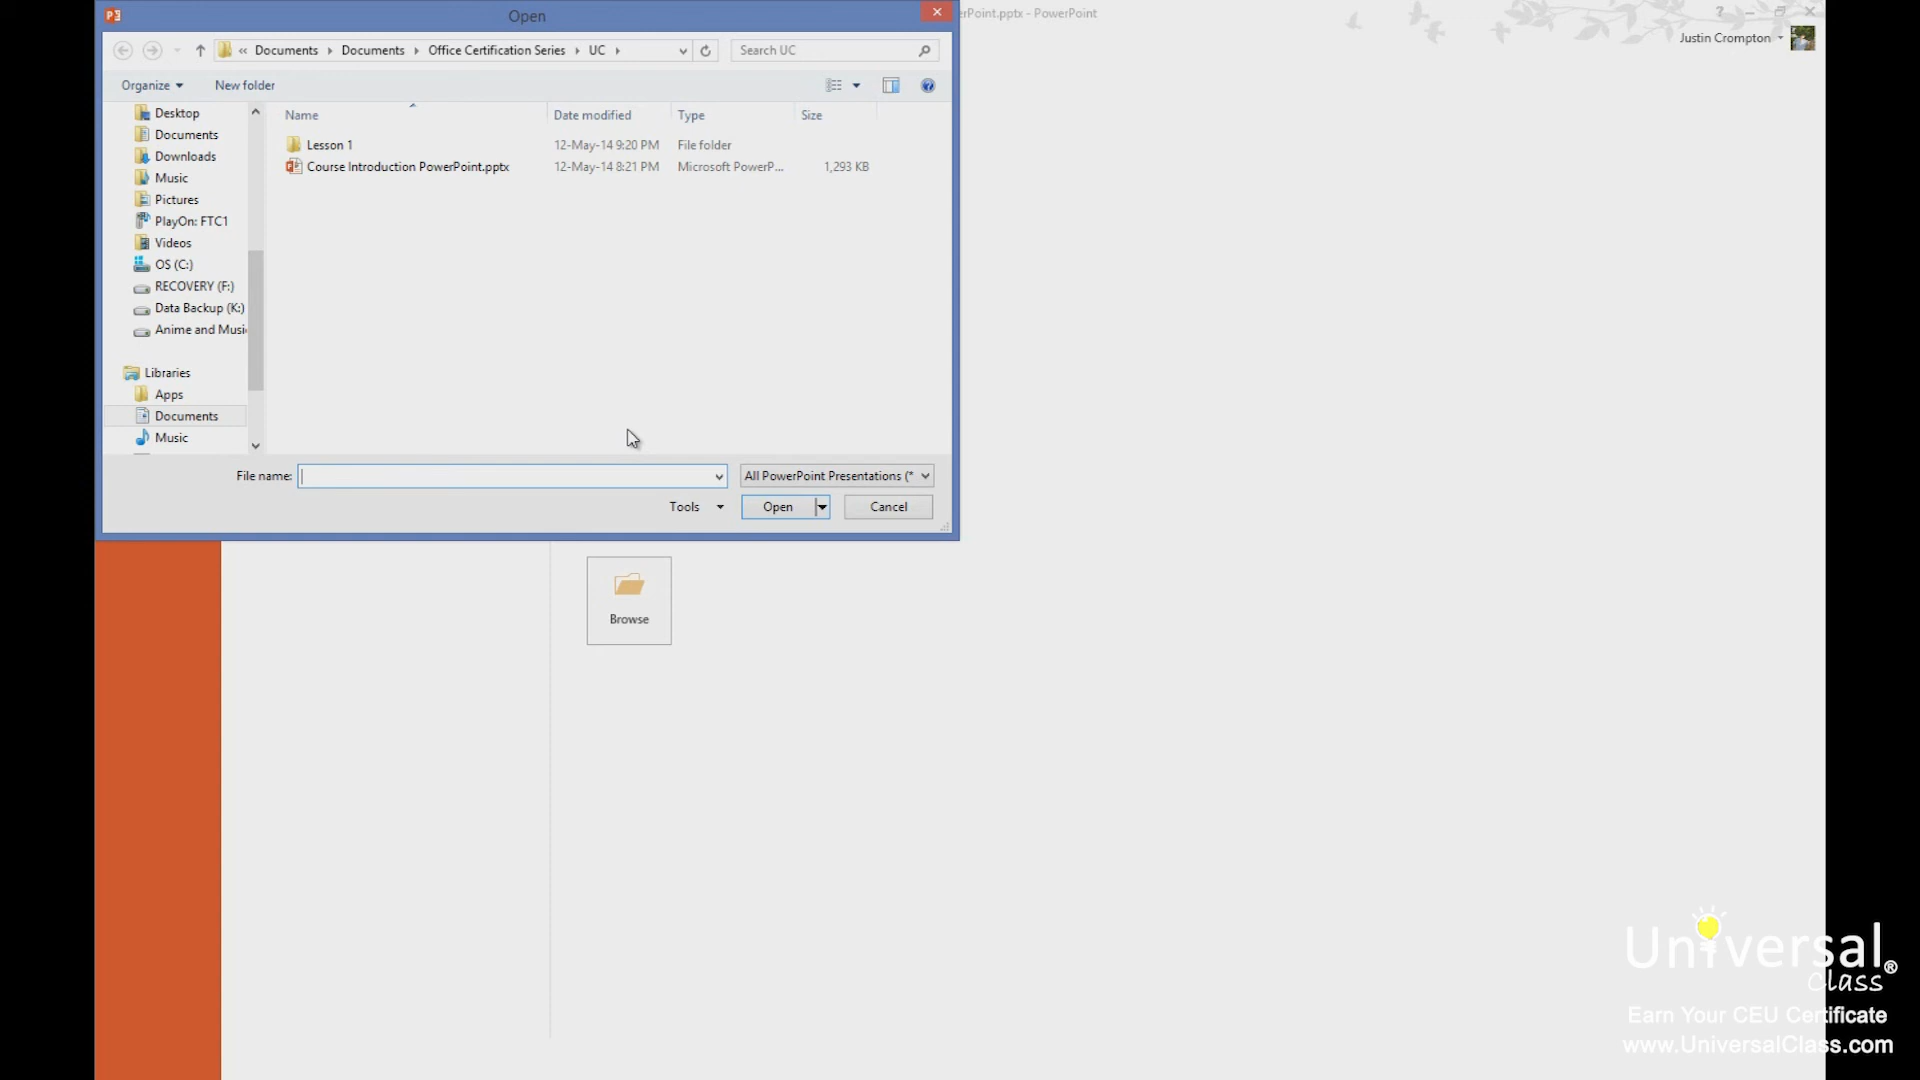 Open
erPoint.pptx - PowerPoint
?
Justin Crompton
« Documents Documents Office Certification Series UC
Search UC
Organize
New folder
Name
Date modified
Type
Size
Desktop
Documents
Downloads
Music
Pictures
PlayOn: FTC1
Videos
OS (C:)
RECOVERY (F:)
Data Backup (K:)
Anime and Musi
Libraries
Apps
Documents
Music
Lesson 1 12-May-14 9:20 PM File folder
Course Introduction PowerPoint.pptx 12-May-14 8:21 PM Microsoft PowerP... 1,293 KB
File name:
All PowerPoint Presentations (*
Tools
Open
Cancel
Browse
Universal®
Class
Earn Your CEU Certificate
www.UniversalClass.com